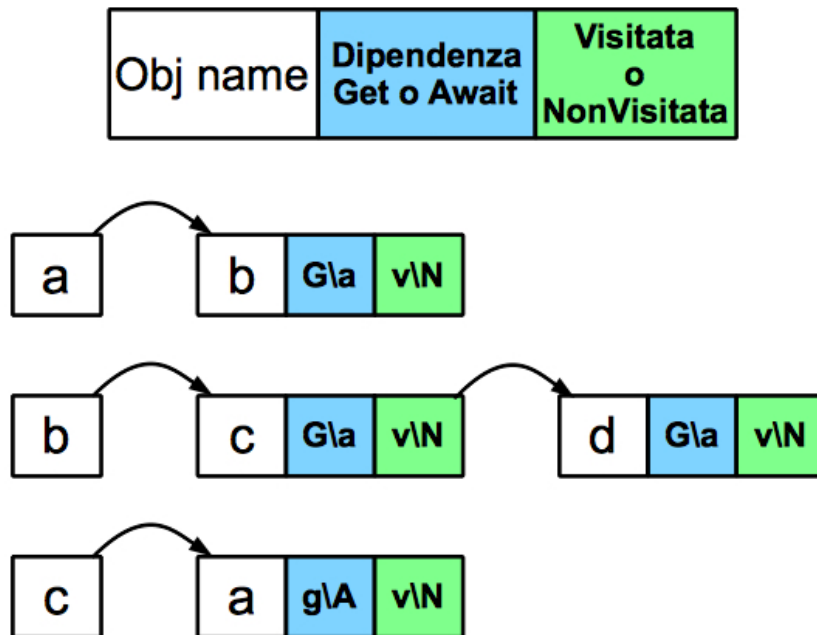 Obj name
Dipendenza
Get o Await
Visitata
o
NonVisitata
a
b G\a v\N
b
c G\a v\N
d G\a v\N
c
a g\A v\N